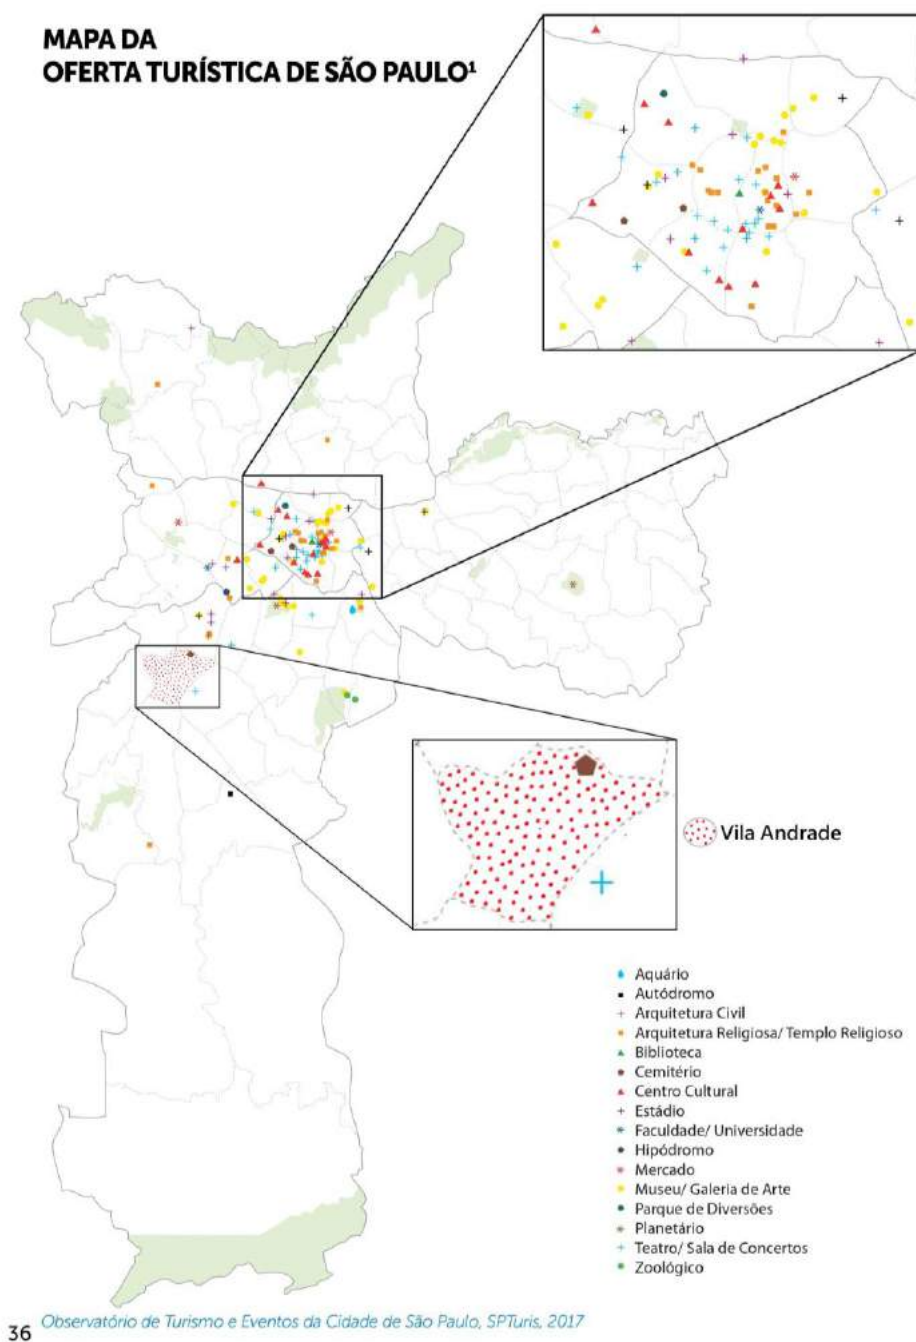 MAPA DA
OFERTA TURÍSTICA DE SÃO PAULO¹
Vila Andrade
Aquário
Autódromo
Arquitetura Civil
Arquitetura Religiosa/ Templo Religioso
Biblioteca
Cemitério
Centro Cultural
Estádio
Faculdade/ Universidade
Hipódromo
Mercado
Museu/ Galeria de Arte
Parque de Diversões
Planetário
Teatro/ Sala de Concertos
Zoológico
36 Observatório de Turismo e Eventos da Cidade de São Paulo, SPTuris, 2017